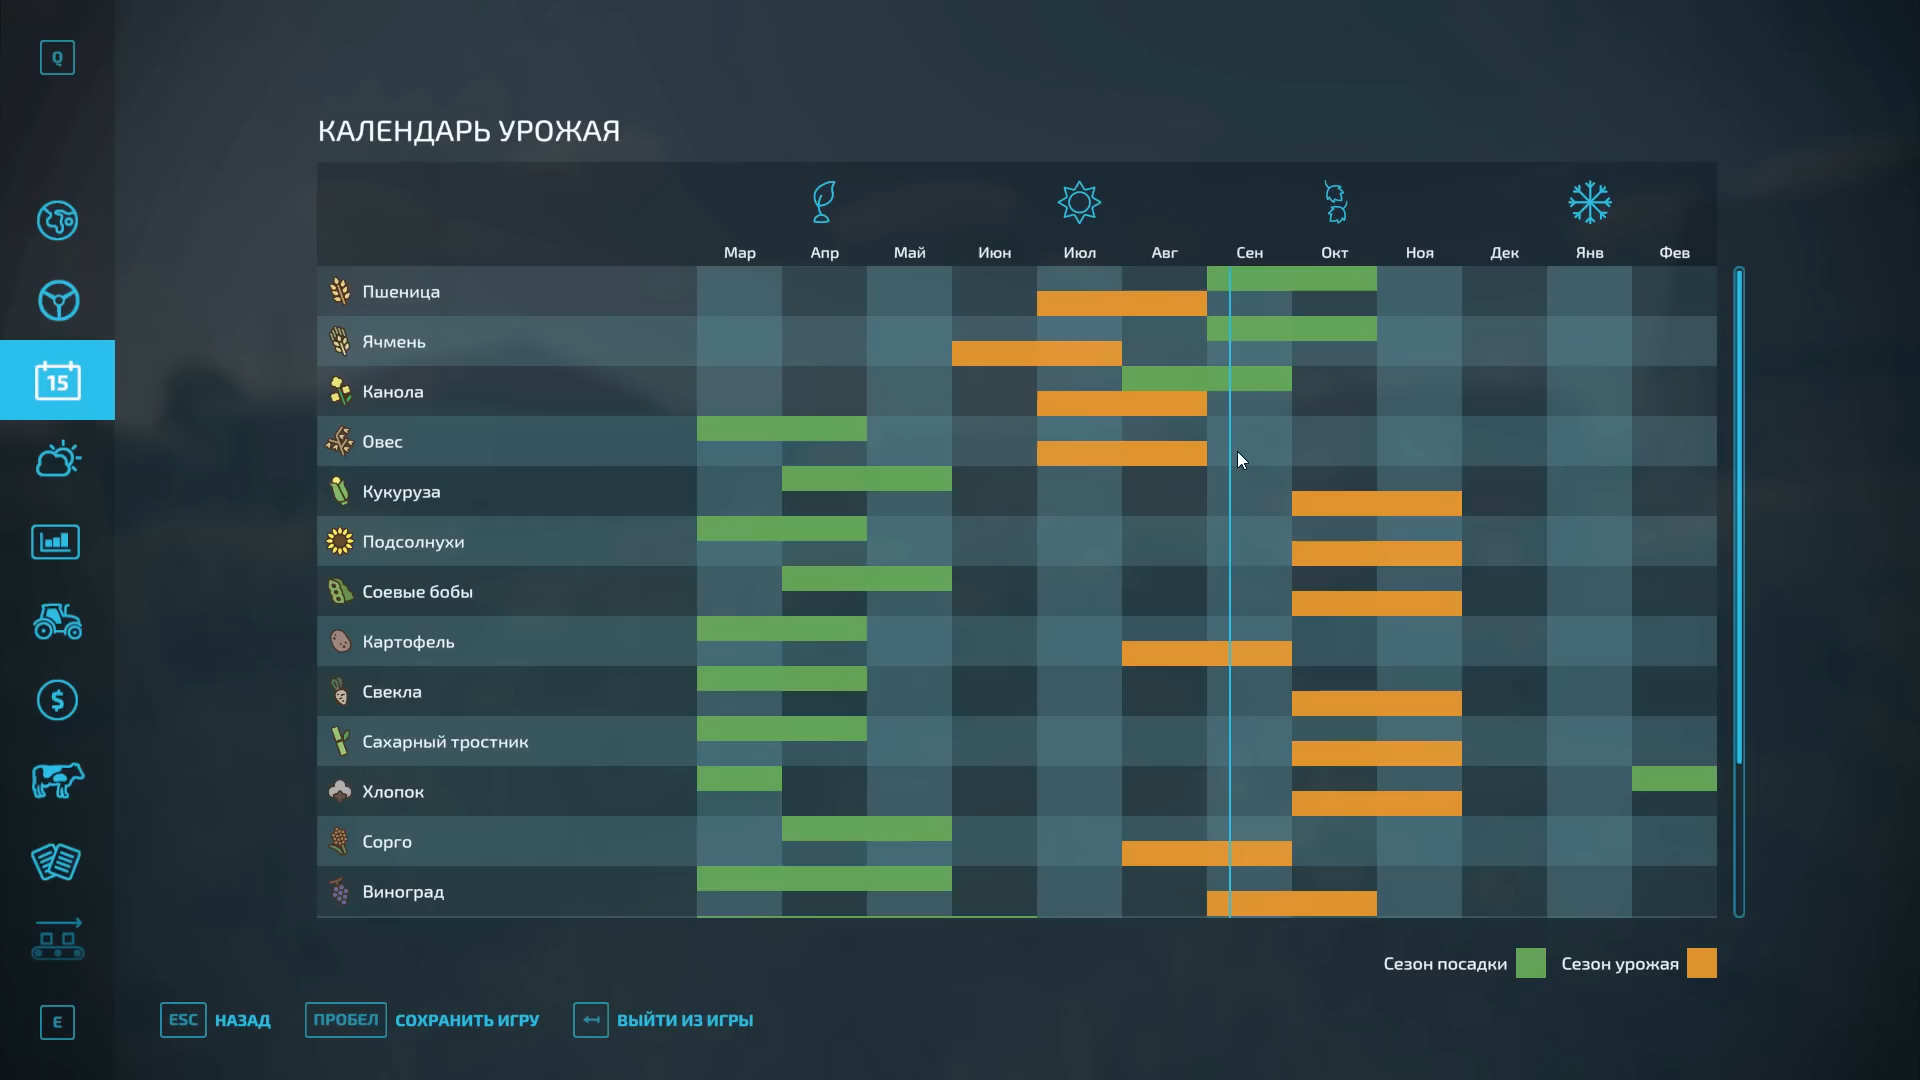 Q
КАЛЕНДАРЬ УРОЖАЯ
Мар Апр Май Июн Июл Авг Сен Окт Ноя Дек Янв Фев
Пшеница
Ячмень
15
Канола
Овес
Кукуруза
Подсолнухи
Соевые бобы
Картофель
Свекла
$
Сахарный тростник
Хлопок
Сорго
Виноград
Сезон посадки Сезон урожая
E
ESC НАЗАД ПРОБЕЛ СОХРАНИТЬ ИГРУ ВЫЙТИ ИЗ ИГРЫ